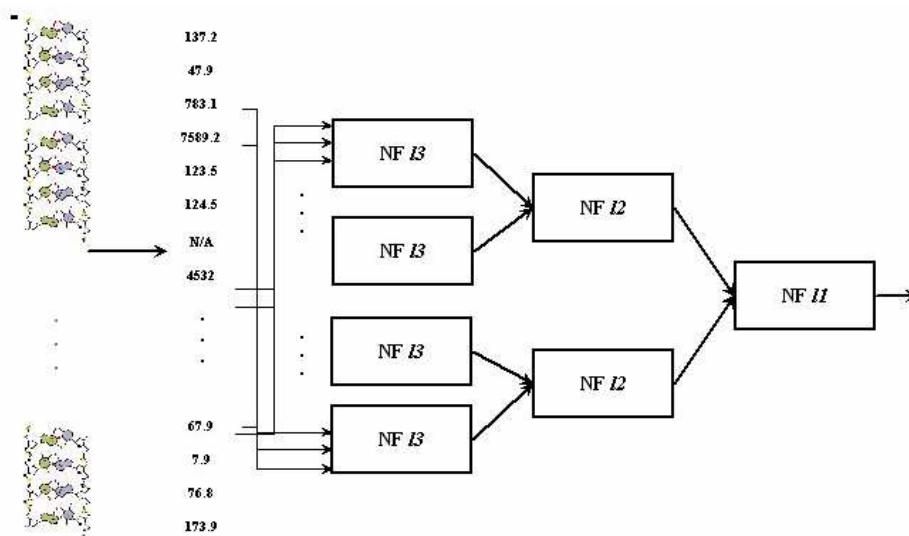 137.2
47.9
783.1
7589.2
123.5
124.5
N/A
4532
67.9
7.9
76.8
173.9
NF l3
NF l3
NF l3
NF l3
NF l2
NF l2
NF l1